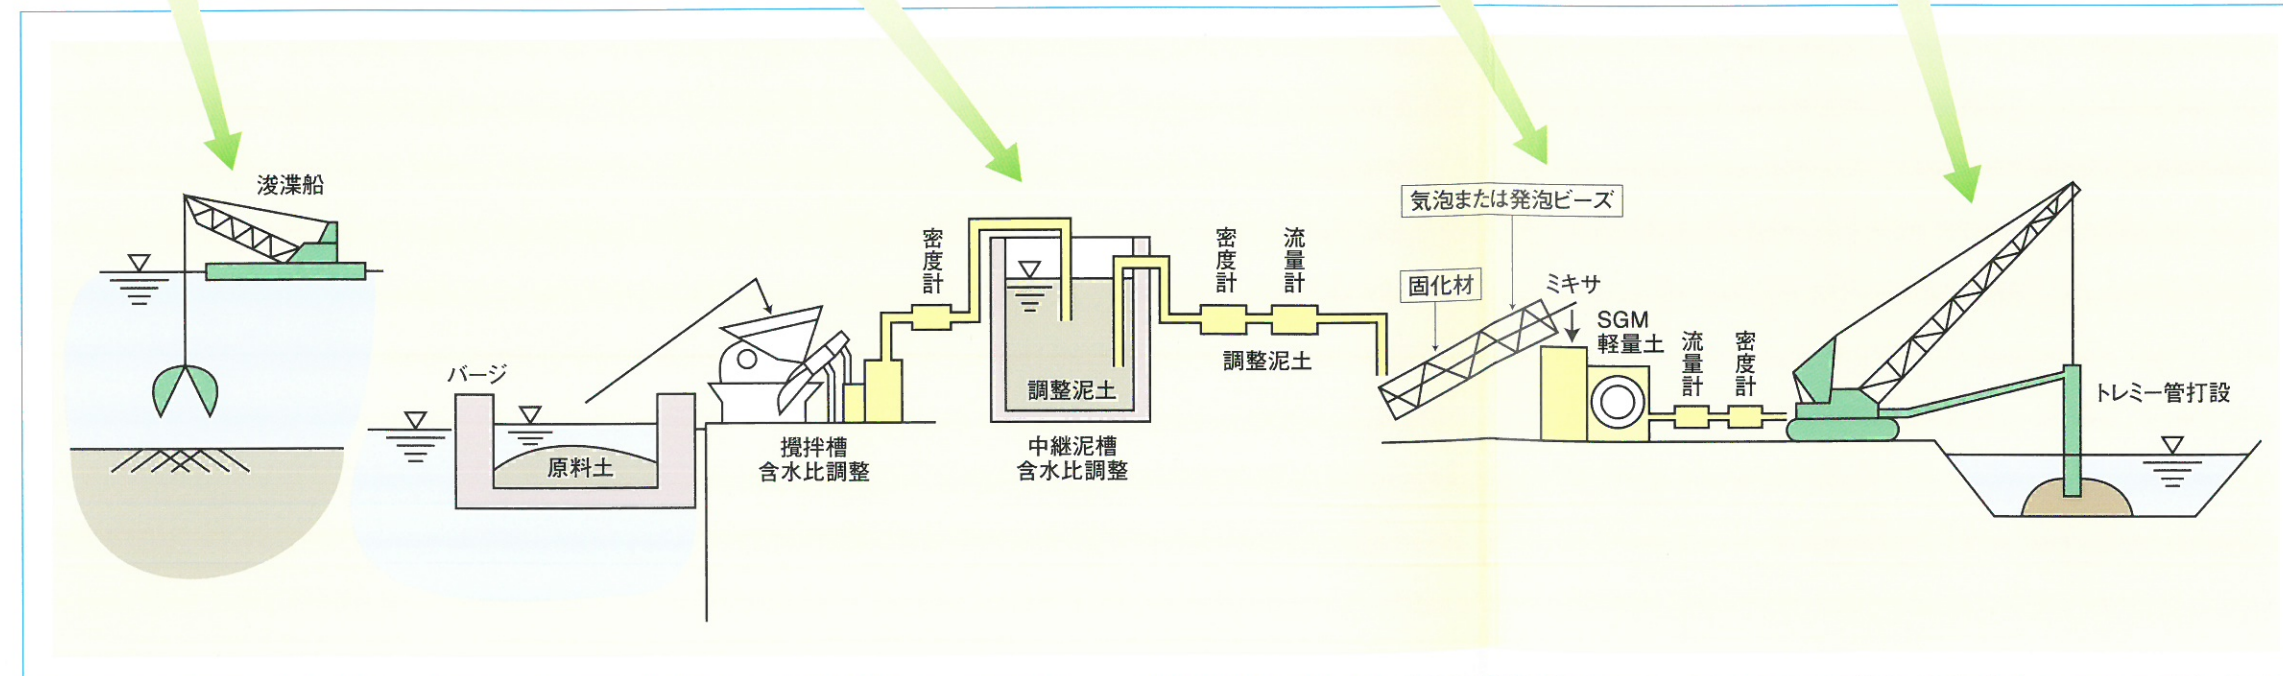 浚渫船
バージ
原料土
攪拌槽
含水比調整
密度計
調整泥土
中継泥槽
含水比調整
密度計
流量計
調整泥土
気泡または発泡ビーズ
固化材
ミキサ
SGM
軽量土
流量計
密度計
トレミー管打設